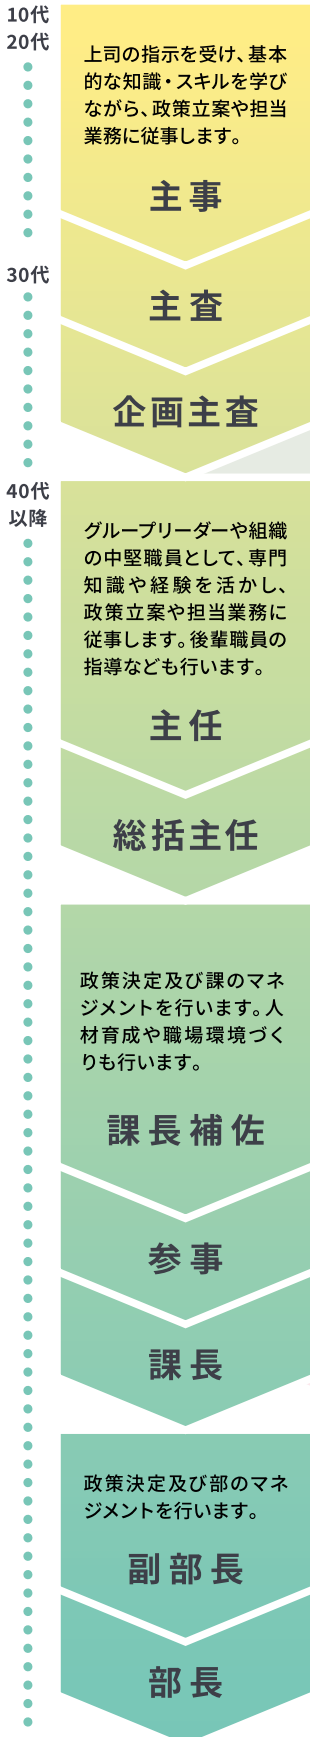 10代
20代
上司の指示を受け、基本
的な知識・スキルを学び
ながら、政策立案や担当
業務に従事します。
主事
30代
主査
企画主査
40代
以降
グループリーダーや組織
の中堅職員として、専門
知識や経験を活かし、
政策立案や担当業務に
従事します。後輩職員の
指導なども行います。
主任
総括主任
政策決定及び課のマネ
ジメントを行います。人
材育成や職場環境づく
りも行います。
課長補佐
参事
課長
政策決定及び部のマネ
ジメントを行います。
副部長
部長